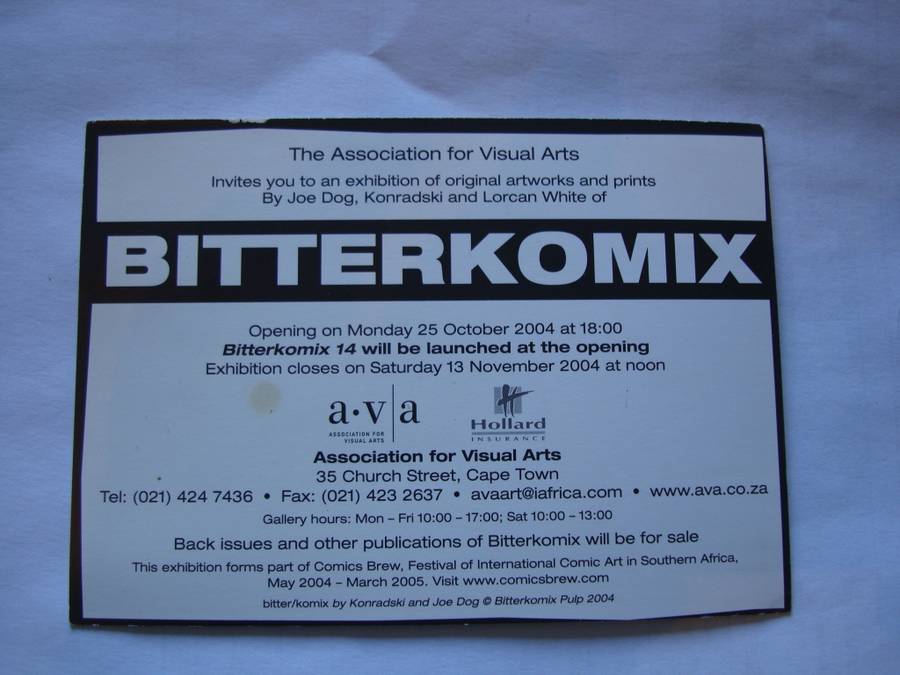 The Association for Visual Arts
Invites you to an exhibition of original artworks and prints
By Joe Dog, Konradski and Lorcan White of
BITTERKOMIX
Opening on Monday 25 October 2004 at 18:00
Bitterkomix 14 will be launched at the opening
Exhibition closes on Saturday 13 November 2004 at noon
a·v|a
ASSOCIATION FOR
VISUAL ARTS
Hollard
INSURANCE
Association for Visual Arts
35 Church Street, Cape Town
Tel: (021) 424 7436 • Fax: (021) 423 2637 • avaart@iafrica.com • www.ava.co.za
Gallery hours: Mon – Fri 10:00 – 17:00; Sat 10:00 – 13:00
Back issues and other publications of Bitterkomix will be for sale
This exhibition forms part of Comics Brew, Festival of International Comic Art in Southern Africa,
May 2004 – March 2005. Visit www.comicsbrew.com
bitter/komix by Konradski and Joe Dog © Bitterkomix Pulp 2004